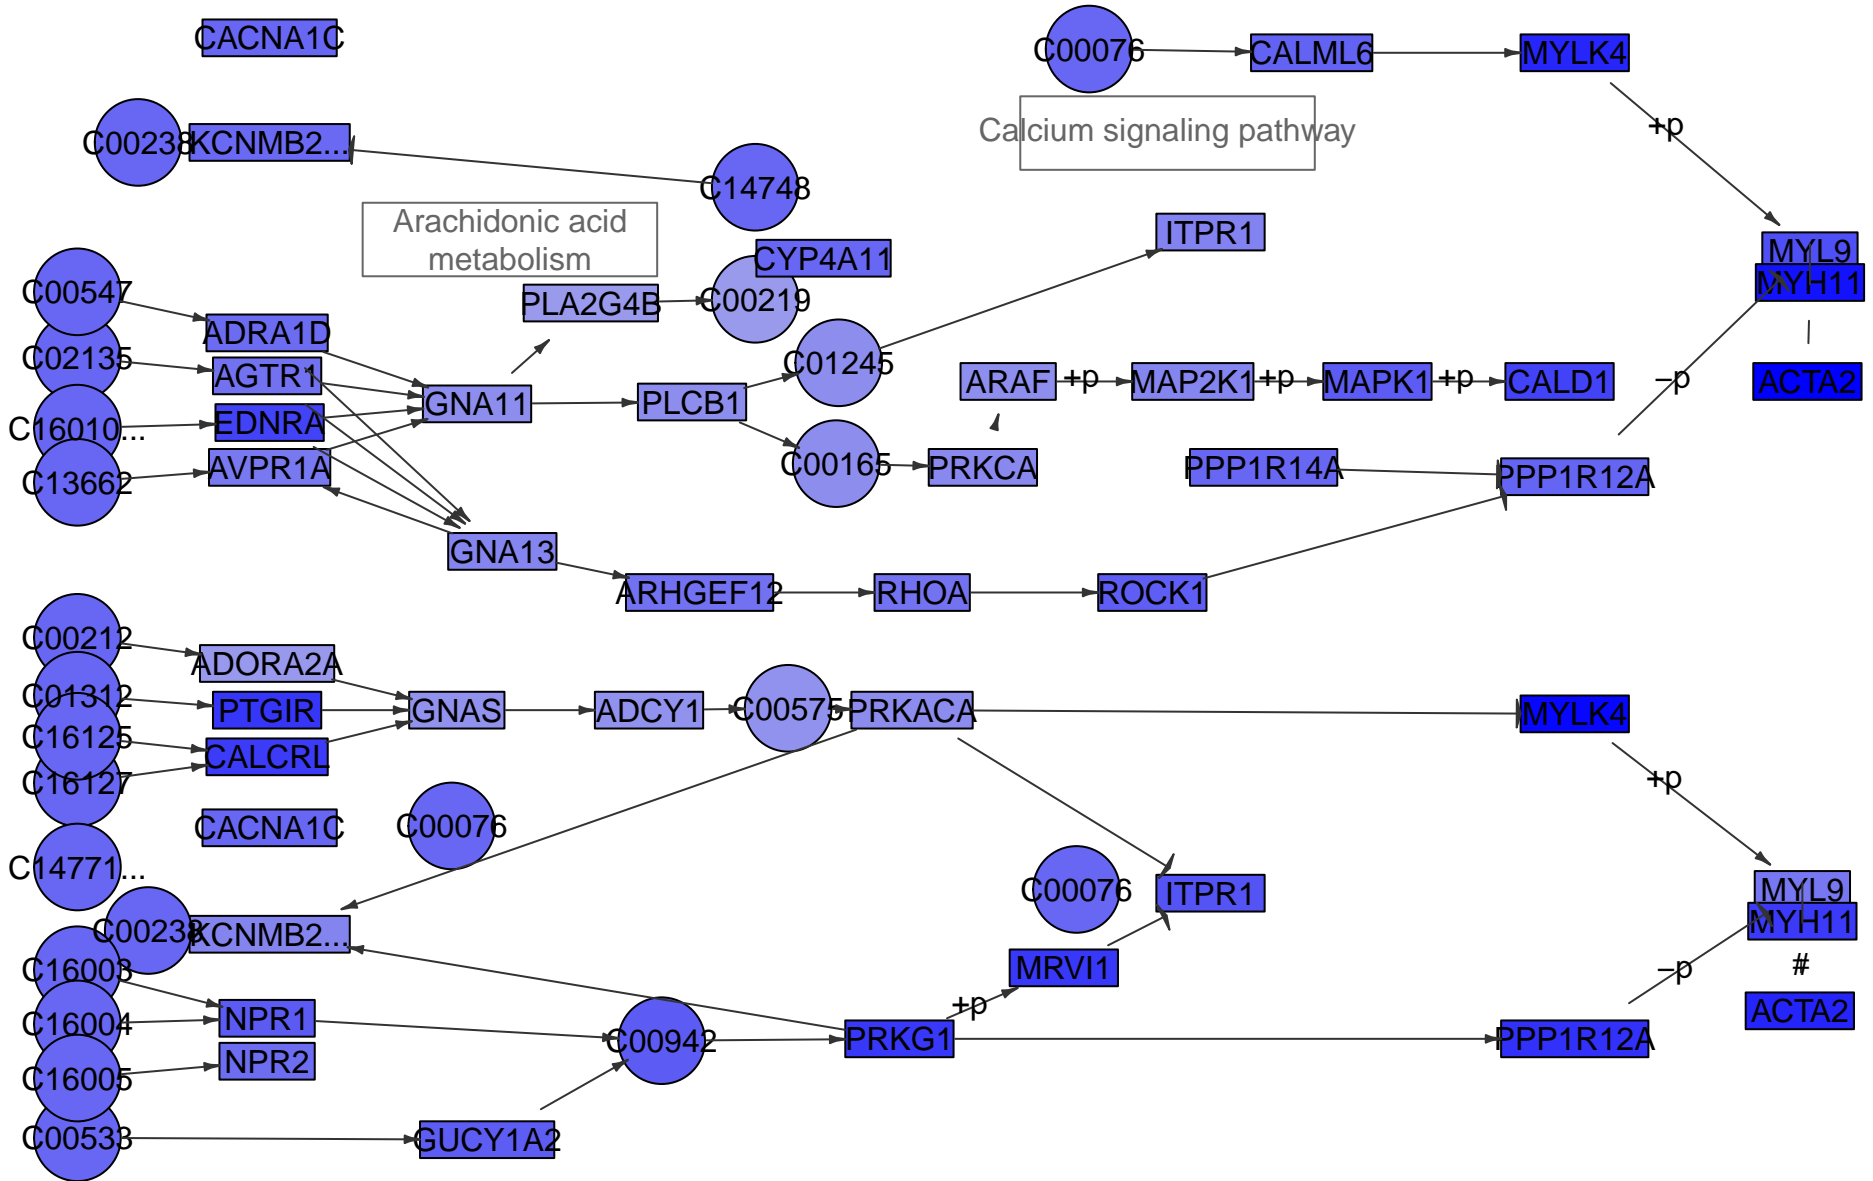 CACNA1C
C00076
CALML6
MYLK4
C00238
KCNMB2...
Calcium signaling pathway
+p
C14748
Arachidonic acid
metabolism
ITPR1
CYP4A11
MYL9
MYH11
C00547
PLA2G4B
C00219
ADRA1D
C02135
AGTR1
C01245
ARAF
+p
MAP2K1
+p
MAPK1
+p
CALD1
–p
ACTA2
GNA11
PLCB1
C16010...
EDNRA
AVPR1A
C13662
C00165
PRKCA
PPP1R14A
PPP1R12A
GNA13
ARHGEF12
RHOA
ROCK1
C00212
ADORA2A
C01312
PTGIR
GNAS
ADCY1
C00575
PRKACA
MYLK4
C16125
CALCRL
C16127
+p
CACNA1C
C00076
C14771...
C00076
ITPR1
MYL9
MYH11
C00238
KCNMB2...
C16003
MRVI1
–p
#
+p
ACTA2
C16004
NPR1
C00942
PRKG1
PPP1R12A
NPR2
C16005
C00533
GUCY1A2